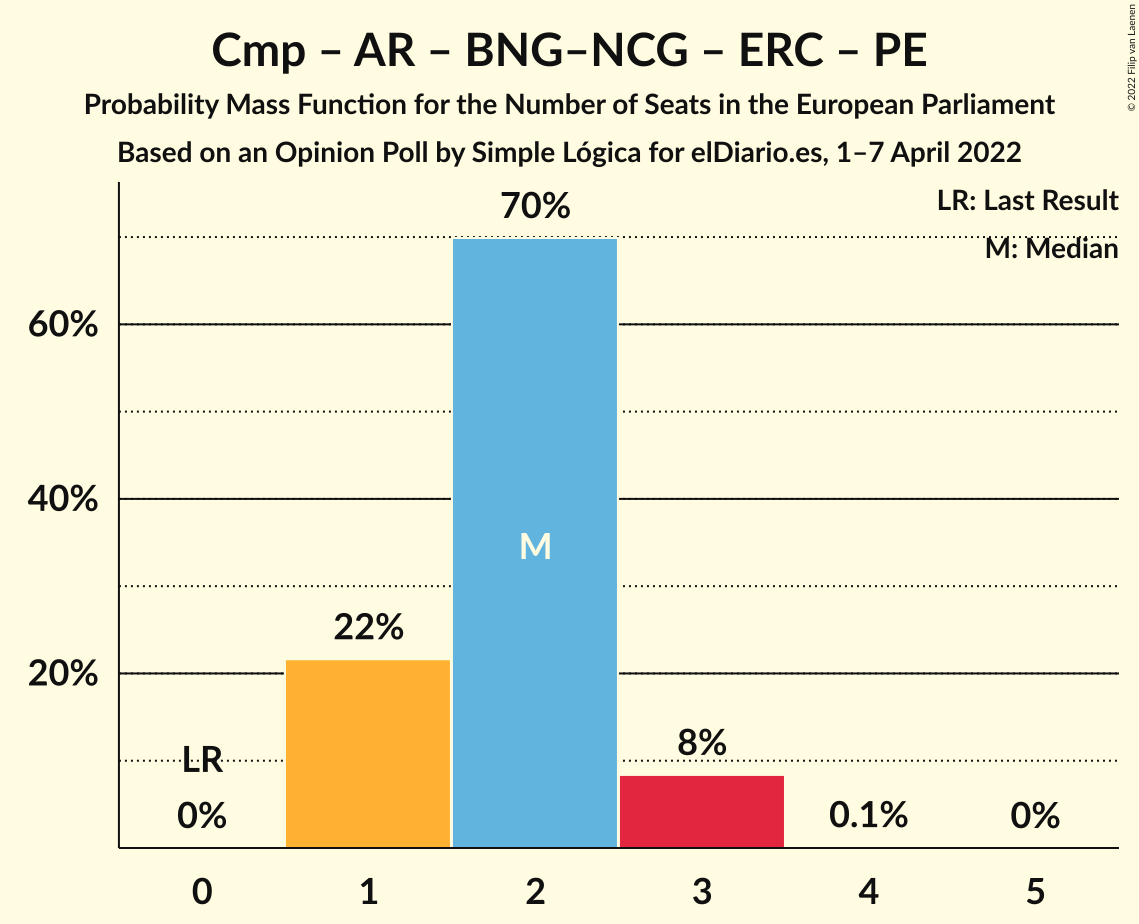 Cmp – AR – BNG–NCG – ERC – PE
Probability Mass Function for the Number of Seats in the European Parliament
Based on an Opinion Poll by Simple Lógica for elDiario.es, 1–7 April 2022
© 2022 Filip van Laenen
LR: Last Result
M: Median
70%
60%
40%
M
22%
20%
LR
8%
0%
0.1%
0%
0
1
2
3
4
5